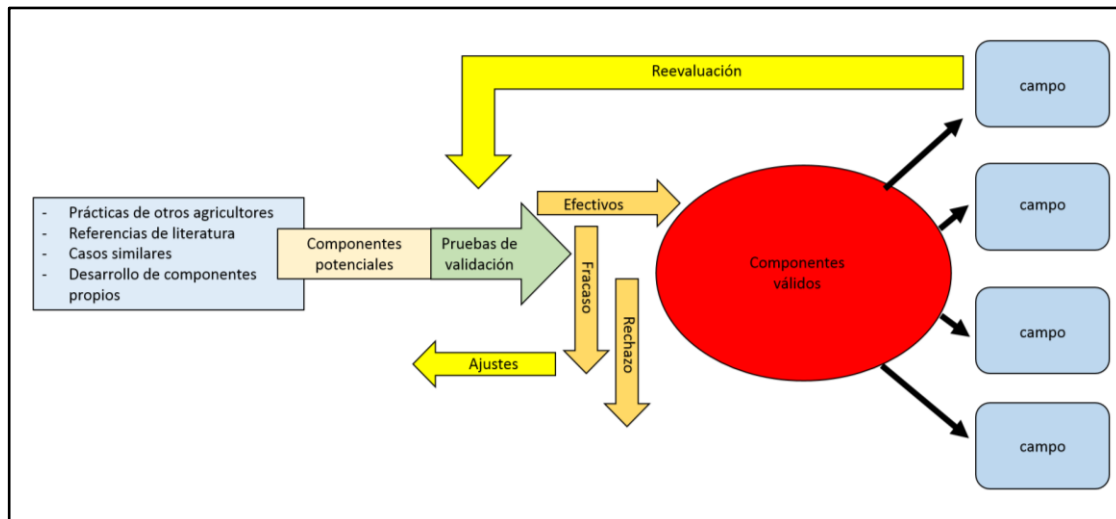 Reevaluación
campo
- Prácticas de otros agricultores
- Referencias de literatura
- Casos similares
- Desarrollo de componentes
propios
Componentes
potenciales
Pruebas de
validación
Efectivos
Fracaso
Rechazo
Ajustes
Componentes
válidos
campo
campo
campo